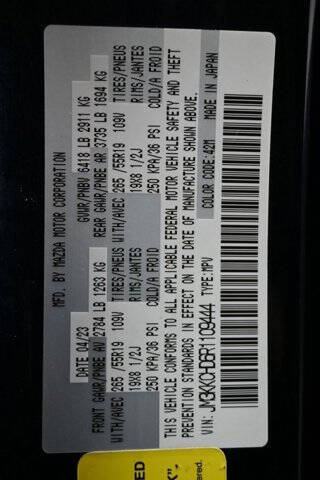 MFD. BY MAZDA MOTOR CORPORATION
DATE 04/23
GVWR/PNBV 6418 LB 2911 KG
FRONT GAWR/PNBE AV 2784 LB 1263 KG
REAR GAWR/PNBE AR 3735 LB 1694 KG
WITH/AVEC 265 /55R19 109V TIRES/PNEUS
WITH/AVEC 265 /55R19 109V TIRES/PNEUS
19X8 1/2J RIMS/JANTES
19X8 1/2J RIMS/JANTES
250 KPA/36 PSI COLD/A FROID
250 KPA/36 PSI COLD/A FROID
THIS VEHICLE CONFORMS TO ALL APPLICABLE FEDERAL MOTOR VEHICLE SAFETY AND THEFT
PREVENTION STANDARDS IN EFFECT ON THE DATE OF MANUFACTURE SHOWN ABOVE.
VIN: JM3KKCHD6R1109444 TYPE: MPV
COLOR CODE: 42M
MADE IN JAPAN